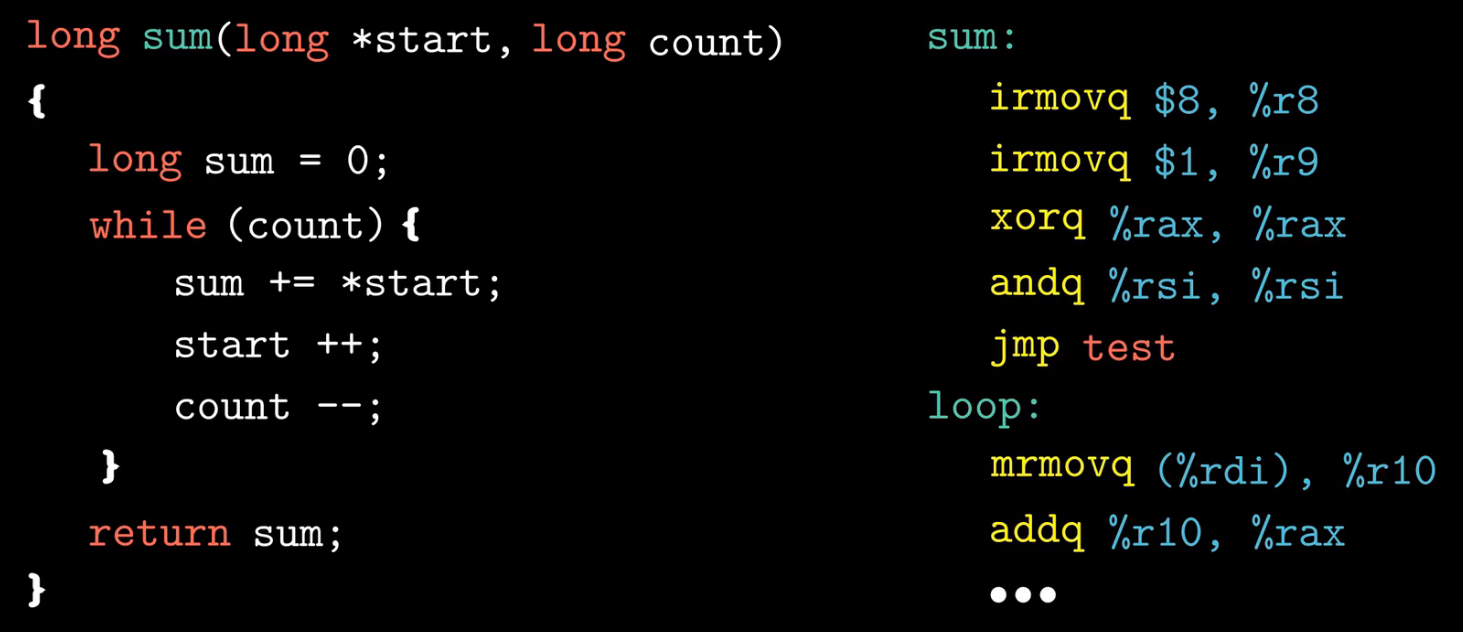 long sum(long *start, long count)
{
long sum = 0;
while (count) {
sum += *start;
start ++;
count --;
}
return sum;
}
sum:
irmovq $8, %r8
irmovq $1, %r9
xorq %rax, %rax
andq %rsi, %rsi
jmp test
loop:
mrmovq (%rdi), %r10
addq %r10, %rax
•••